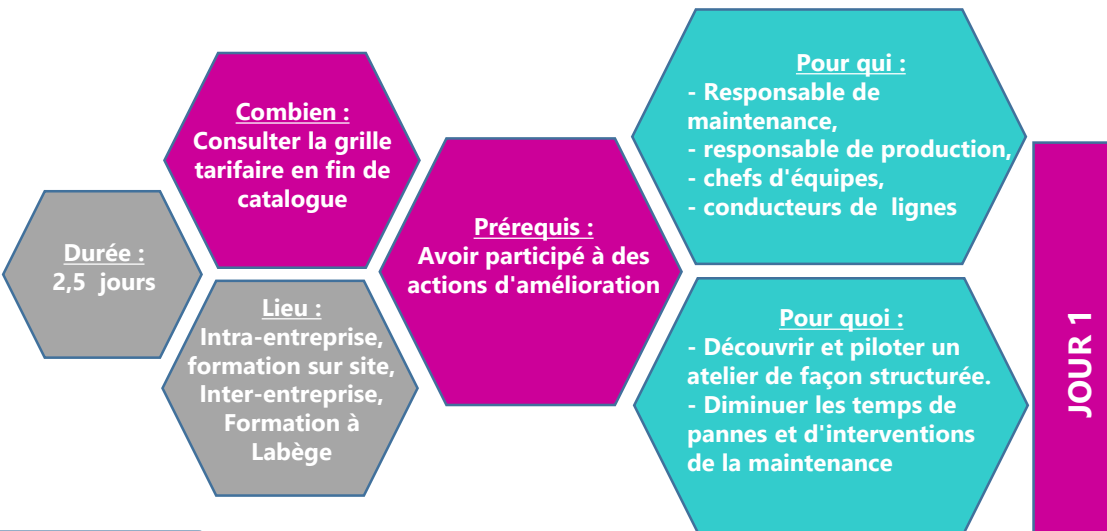 Durée :
2,5 jours
Combien :
Consulter la grille
tarifaire en fin de
catalogue
Lieu :
Intra-entreprise,
formation sur site,
Inter-entreprise,
Formation à
Labège
Prérequis :
Avoir participé à des
actions d'amélioration
Pour qui :
- Responsable de
maintenance,
- responsable de production,
- chefs d'équipes,
- conducteurs de lignes
Pour quoi :
- Découvrir et piloter un
atelier de façon structurée.
- Diminuer les temps de
pannes et d'interventions
de la maintenance
JOUR 1